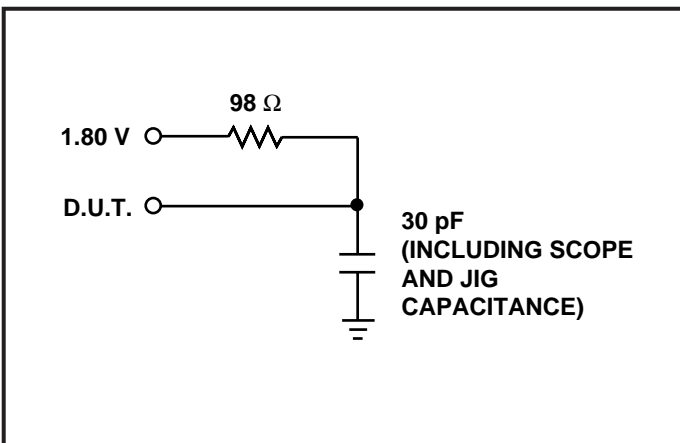 98 Ω
1.80 V
D.U.T.
30 pF
(INCLUDING SCOPE
AND JIG
CAPACITANCE)